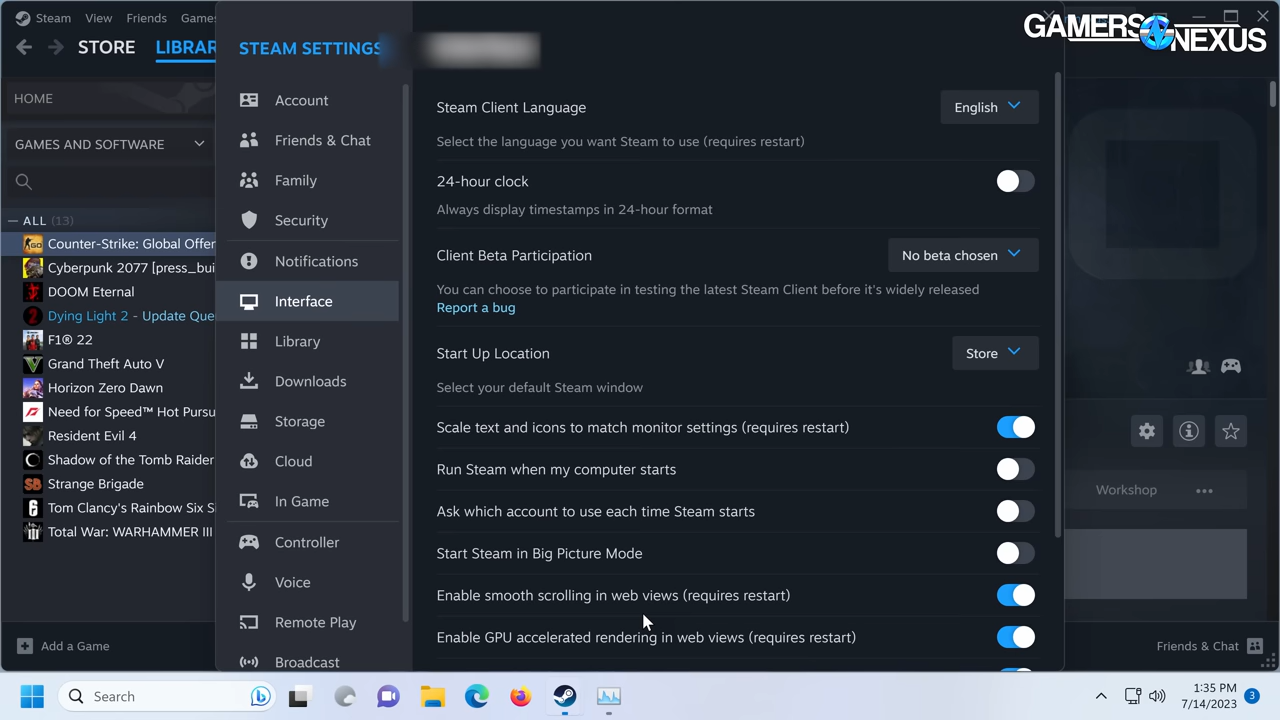 Steam View Friends Games
GAMERS NEXUS
STORE LIBRAR
HOME
GAMES AND SOFTWARE
ALL (13)
Counter-Strike: Global Offer
Cyberpunk 2077 [press_bui
DOOM Eternal
Dying Light 2 - Update Que
F1® 22
Grand Theft Auto V
Horizon Zero Dawn
Need for Speed™ Hot Pursu
Resident Evil 4
Shadow of the Tomb Raider
Strange Brigade
Tom Clancy's Rainbow Six S
Total War: WARHAMMER III
Add a Game
STEAM SETTINGS
Account
Friends & Chat
Family
Security
Notifications
Interface
Library
Downloads
Storage
Cloud
In Game
Controller
Voice
Remote Play
Broadcast
Steam Client Language English
Select the language you want Steam to use (requires restart)
24-hour clock
Always display timestamps in 24-hour format
Client Beta Participation No beta chosen
You can choose to participate in testing the latest Steam Client before it's widely released
Report a bug
Start Up Location Store
Select your default Steam window
Scale text and icons to match monitor settings (requires restart)
Run Steam when my computer starts
Ask which account to use each time Steam starts
Start Steam in Big Picture Mode
Enable smooth scrolling in web views (requires restart)
Enable GPU accelerated rendering in web views (requires restart)
Workshop
Friends & Chat
Search
1:35 PM
7/14/2023
3